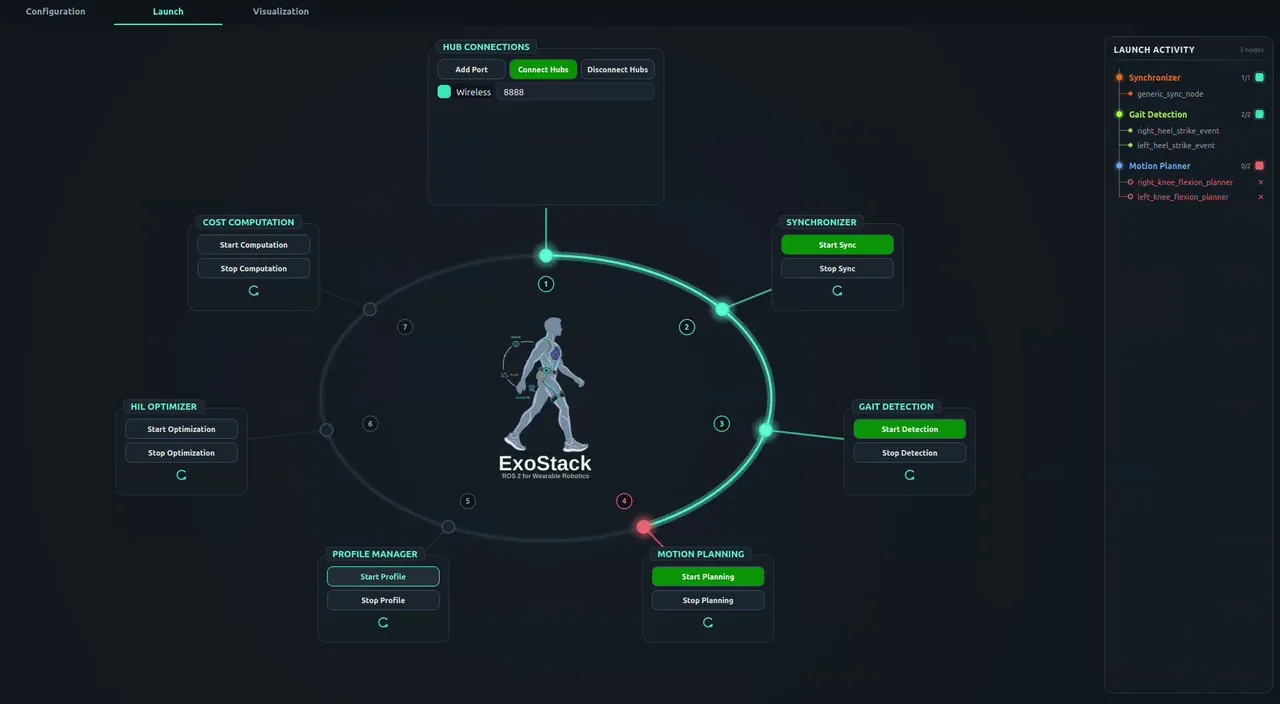 Configuration
Launch
Visualization
HUB CONNECTIONS
Add Port
Connect Hubs
Disconnect Hubs
Wireless
8888
COST COMPUTATION
Start Computation
Stop Computation
SYNCHRONIZER
Start Sync
Stop Sync
1
2
3
4
5
6
7
HIL OPTIMIZER
Start Optimization
Stop Optimization
GAIT DETECTION
Start Detection
Stop Detection
ExoStack
ROS 2 for Wearable Robotics
PROFILE MANAGER
Start Profile
Stop Profile
MOTION PLANNING
Start Planning
Stop Planning
LAUNCH ACTIVITY
3 nodes
Synchronizer
1/1
generic_sync_node
Gait Detection
2/2
right_heel_strike_event
left_heel_strike_event
Motion Planner
0/2
right_knee_flexion_planner
left_knee_flexion_planner